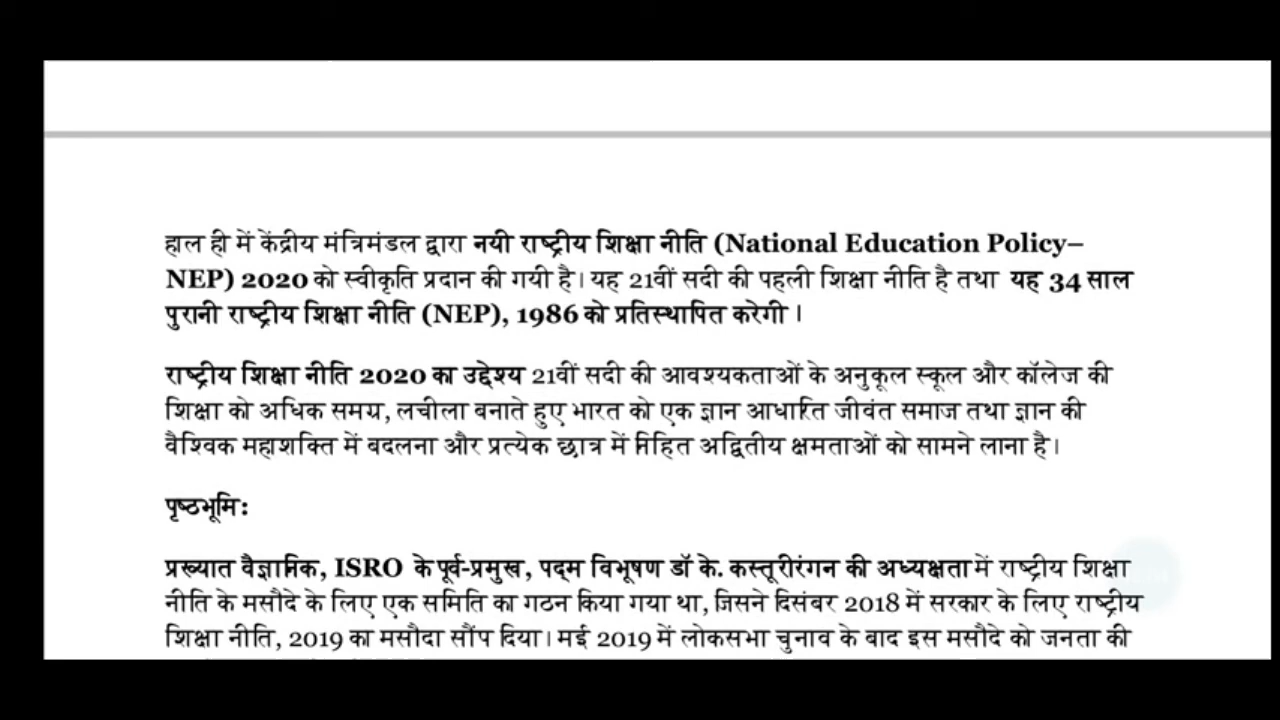 हाल ही में केंद्रीय मंत्रिमंडल द्वारा नयी राष्ट्रीय शिक्षा नीति (National Education Policy–
NEP) 2020 को स्वीकृति प्रदान की गयी है। यह 21वीं सदी की पहली शिक्षा नीति है तथा यह 34 साल
पुरानी राष्ट्रीय शिक्षा नीति (NEP), 1986 को प्रतिस्थापित करेगी ।
राष्ट्रीय शिक्षा नीति 2020 का उद्देश्य 21वीं सदी की आवश्यकताओं के अनुकूल स्कूल और कॉलेज की
शिक्षा को अधिक समग्र, लचीला बनाते हुए भारत को एक ज्ञान आधारित जीवंत समाज तथा ज्ञान की
वैश्विक महाशक्ति में बदलना और प्रत्येक छात्र में निहित अद्वितीय क्षमताओं को सामने लाना है।
पृष्ठभूमि:
प्रख्यात वैज्ञानिक, ISRO के पूर्व-प्रमुख, पद्म विभूषण डॉ के. कस्तूरीरंगन की अध्यक्षता में राष्ट्रीय शिक्षा
नीति के मसौदे के लिए एक समिति का गठन किया गया था, जिसने दिसंबर 2018 में सरकार के लिए राष्ट्रीय
शिक्षा नीति, 2019 का मसौदा सौंप दिया। मई 2019 में लोकसभा चुनाव के बाद इस मसौदे को जनता की